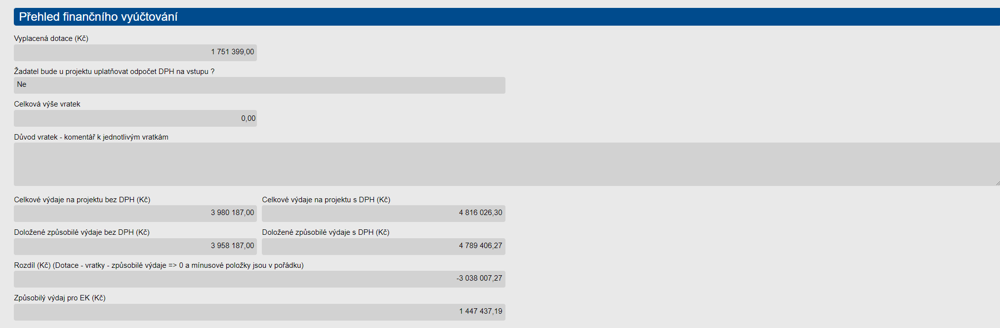 Přehled finančního vyúčtování
Vyplacená dotace (Kč)
1 751 399,00
Žadatel bude u projektu uplatňovat odpočet DPH na vstupu ?
Ne
Celková výše vratek
0,00
Důvod vratek - komentář k jednotlivým vratkám
Celkové výdaje na projektu bez DPH (Kč) Celkové výdaje na projektu s DPH (Kč)
3 980 187,00 4 816 026,30
Doložené způsobilé výdaje bez DPH (Kč) Doložené způsobilé výdaje s DPH (Kč)
3 958 187,00 4 789 406,27
Rozdíl (Kč) (Dotace - vratky - způsobilé výdaje => 0 a mínusové položky jsou v pořádku)
-3 038 007,27
Způsobilý výdaj pro EK (Kč)
1 447 437,19